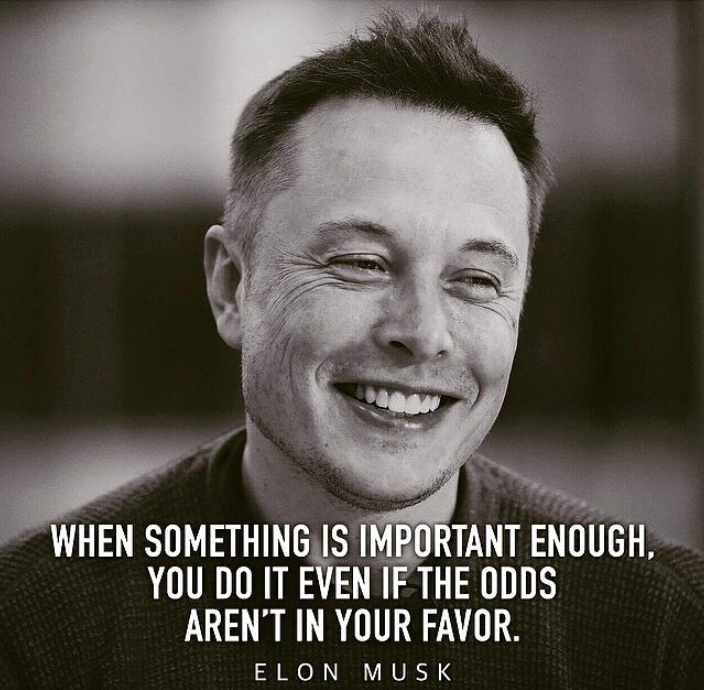 WHEN SOMETHING IS IMPORTANT ENOUGH,
YOU DO IT EVEN IF THE ODDS
AREN'T IN YOUR FAVOR.
ELON MUSK